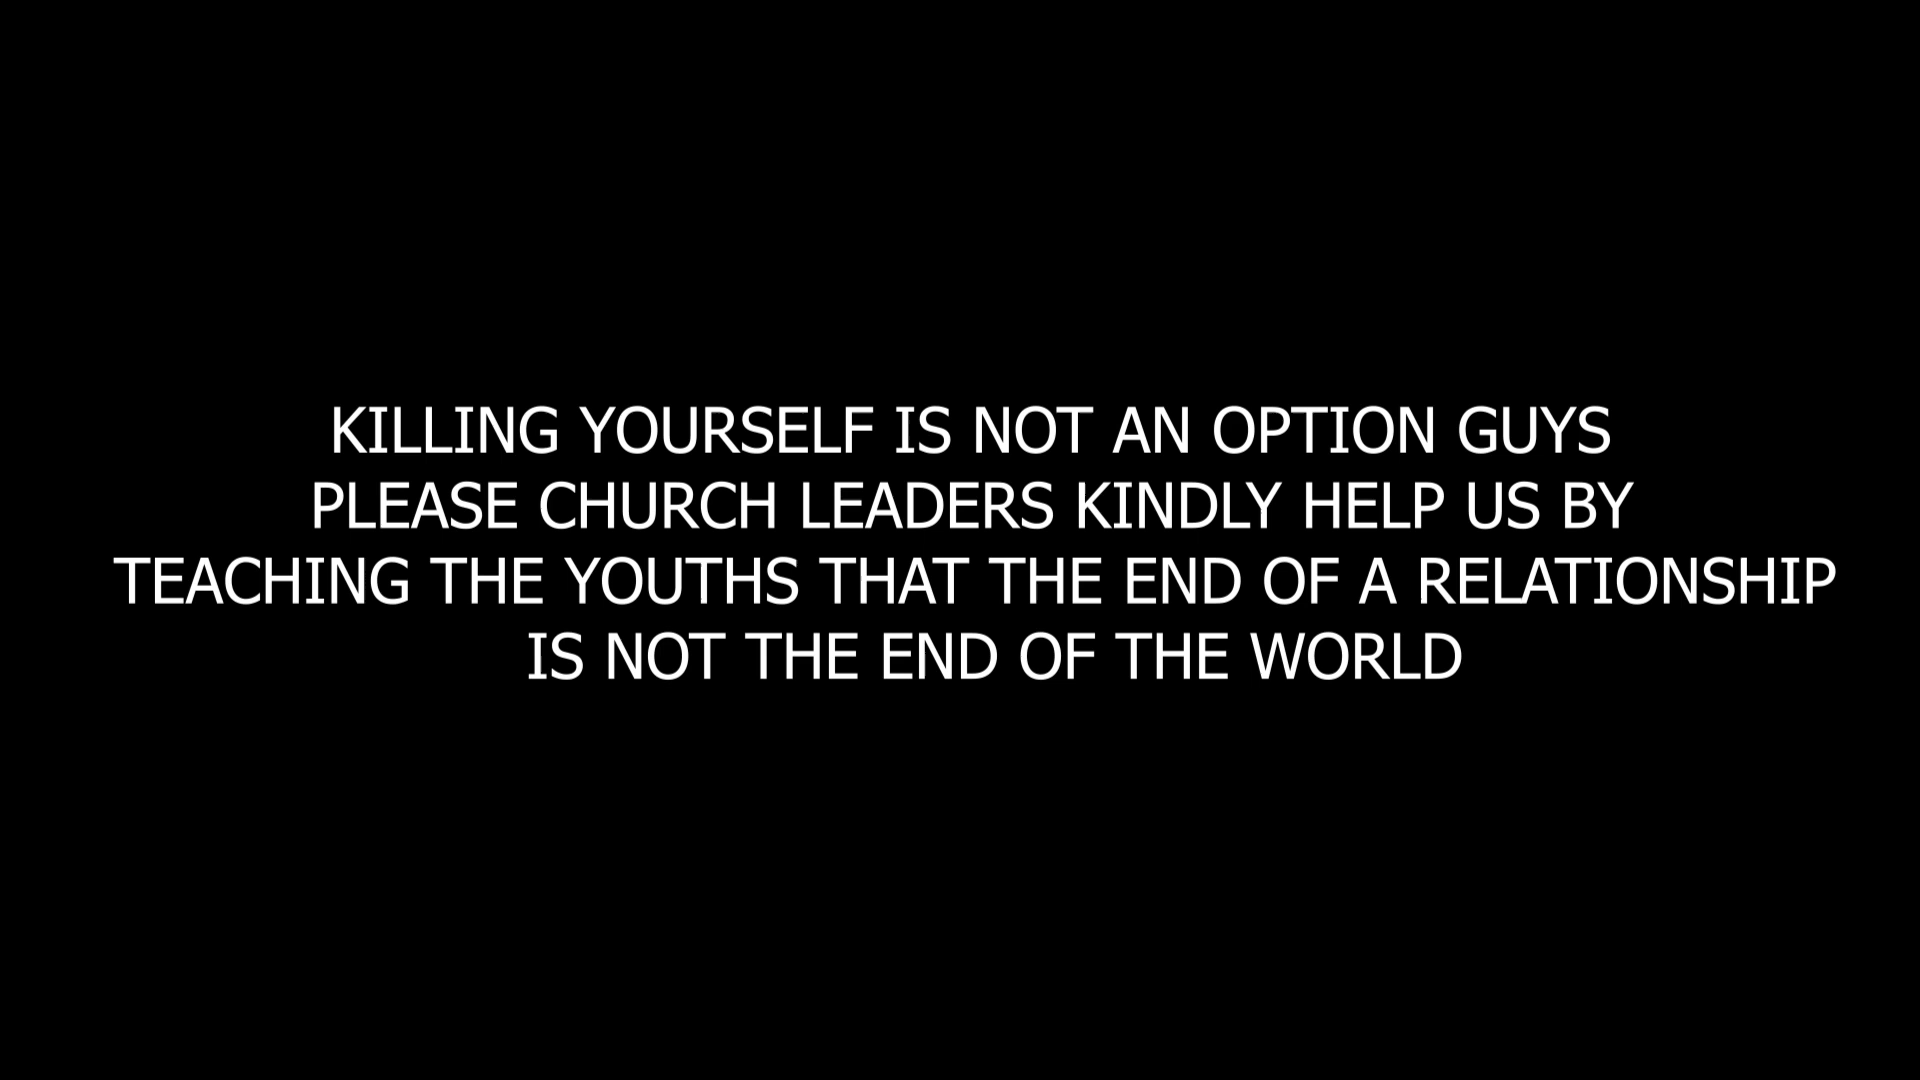 KILLING YOURSELF IS NOT AN OPTION GUYS
PLEASE CHURCH LEADERS KINDLY HELP US BY
TEACHING THE YOUTHS THAT THE END OF A RELATIONSHIP
IS NOT THE END OF THE WORLD